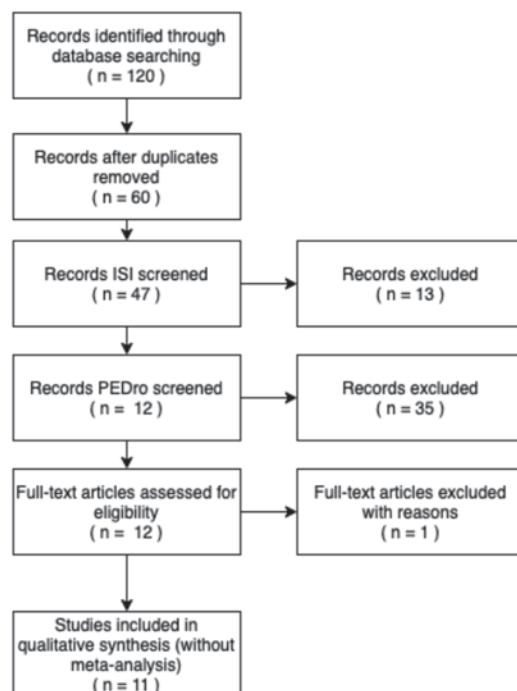 Records identified through
database searching
( n = 120 )
Records after duplicates
removed
( n = 60 )
Records ISI screened
( n = 47 )
Records excluded
( n = 13 )
Records PEDro screened
( n = 12 )
Records excluded
( n = 35 )
Full-text articles assessed for
eligibility
( n = 12 )
Full-text articles excluded
with reasons
( n = 1 )
Studies included in
qualitative synthesis (without
meta-analysis)
( n = 11 )